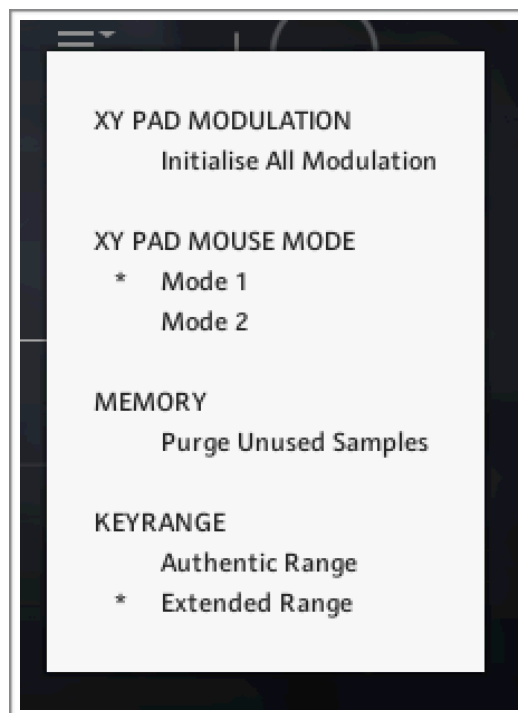 XY PAD MODULATION
Initialise All Modulation
XY PAD MOUSE MODE
* Mode 1
Mode 2
MEMORY
Purge Unused Samples
KEYRANGE
Authentic Range
* Extended Range